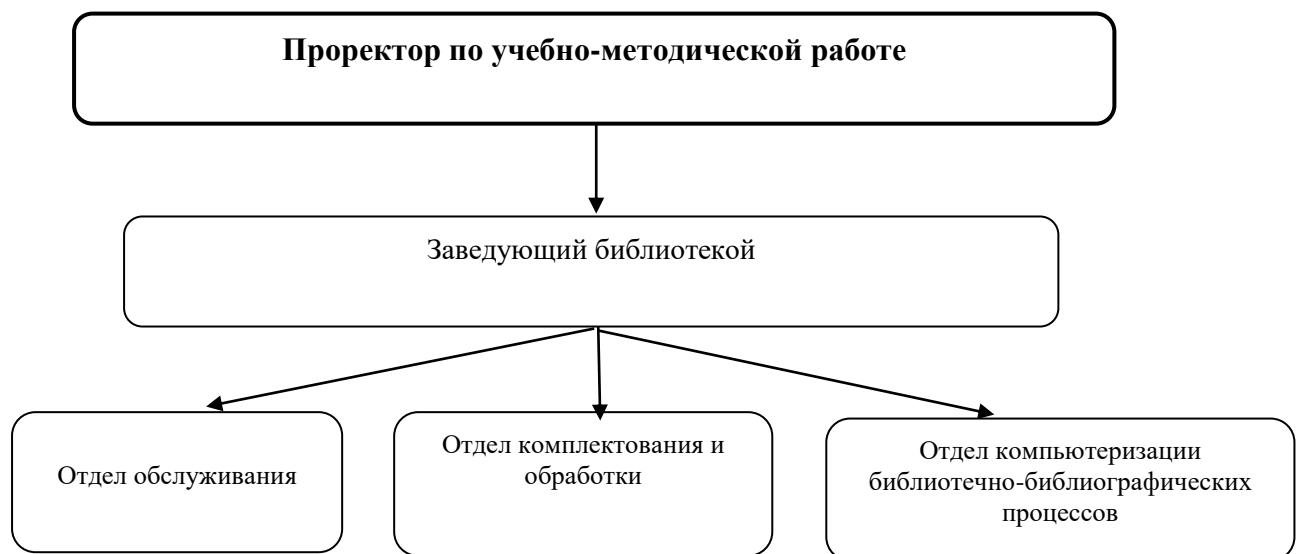 Проректор по учебно-методической работе
Заведующий библиотекой
Отдел обслуживания
Отдел комплектования и
обработки
Отдел компьютеризации
библиотечно-библиографических
процессов